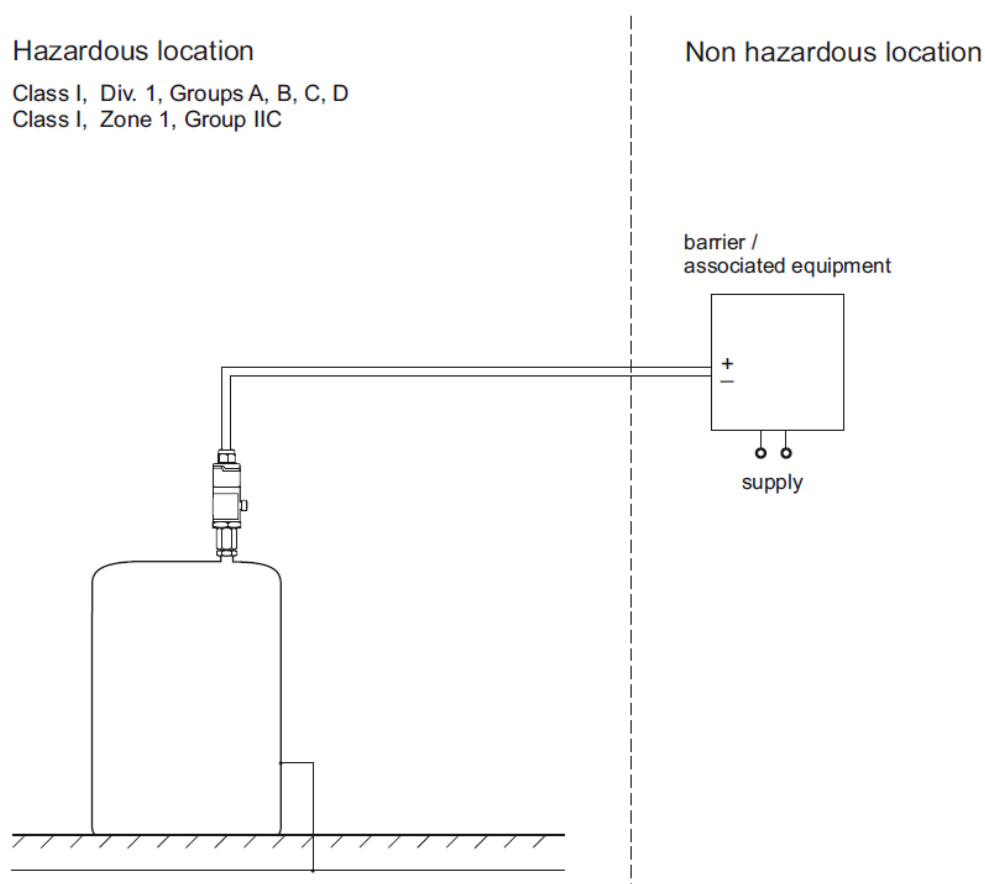 Hazardous location
Class I, Div. 1, Groups A, B, C, D
Class I, Zone 1, Group IIC
Non hazardous location
barrier /
associated equipment
+
–
supply